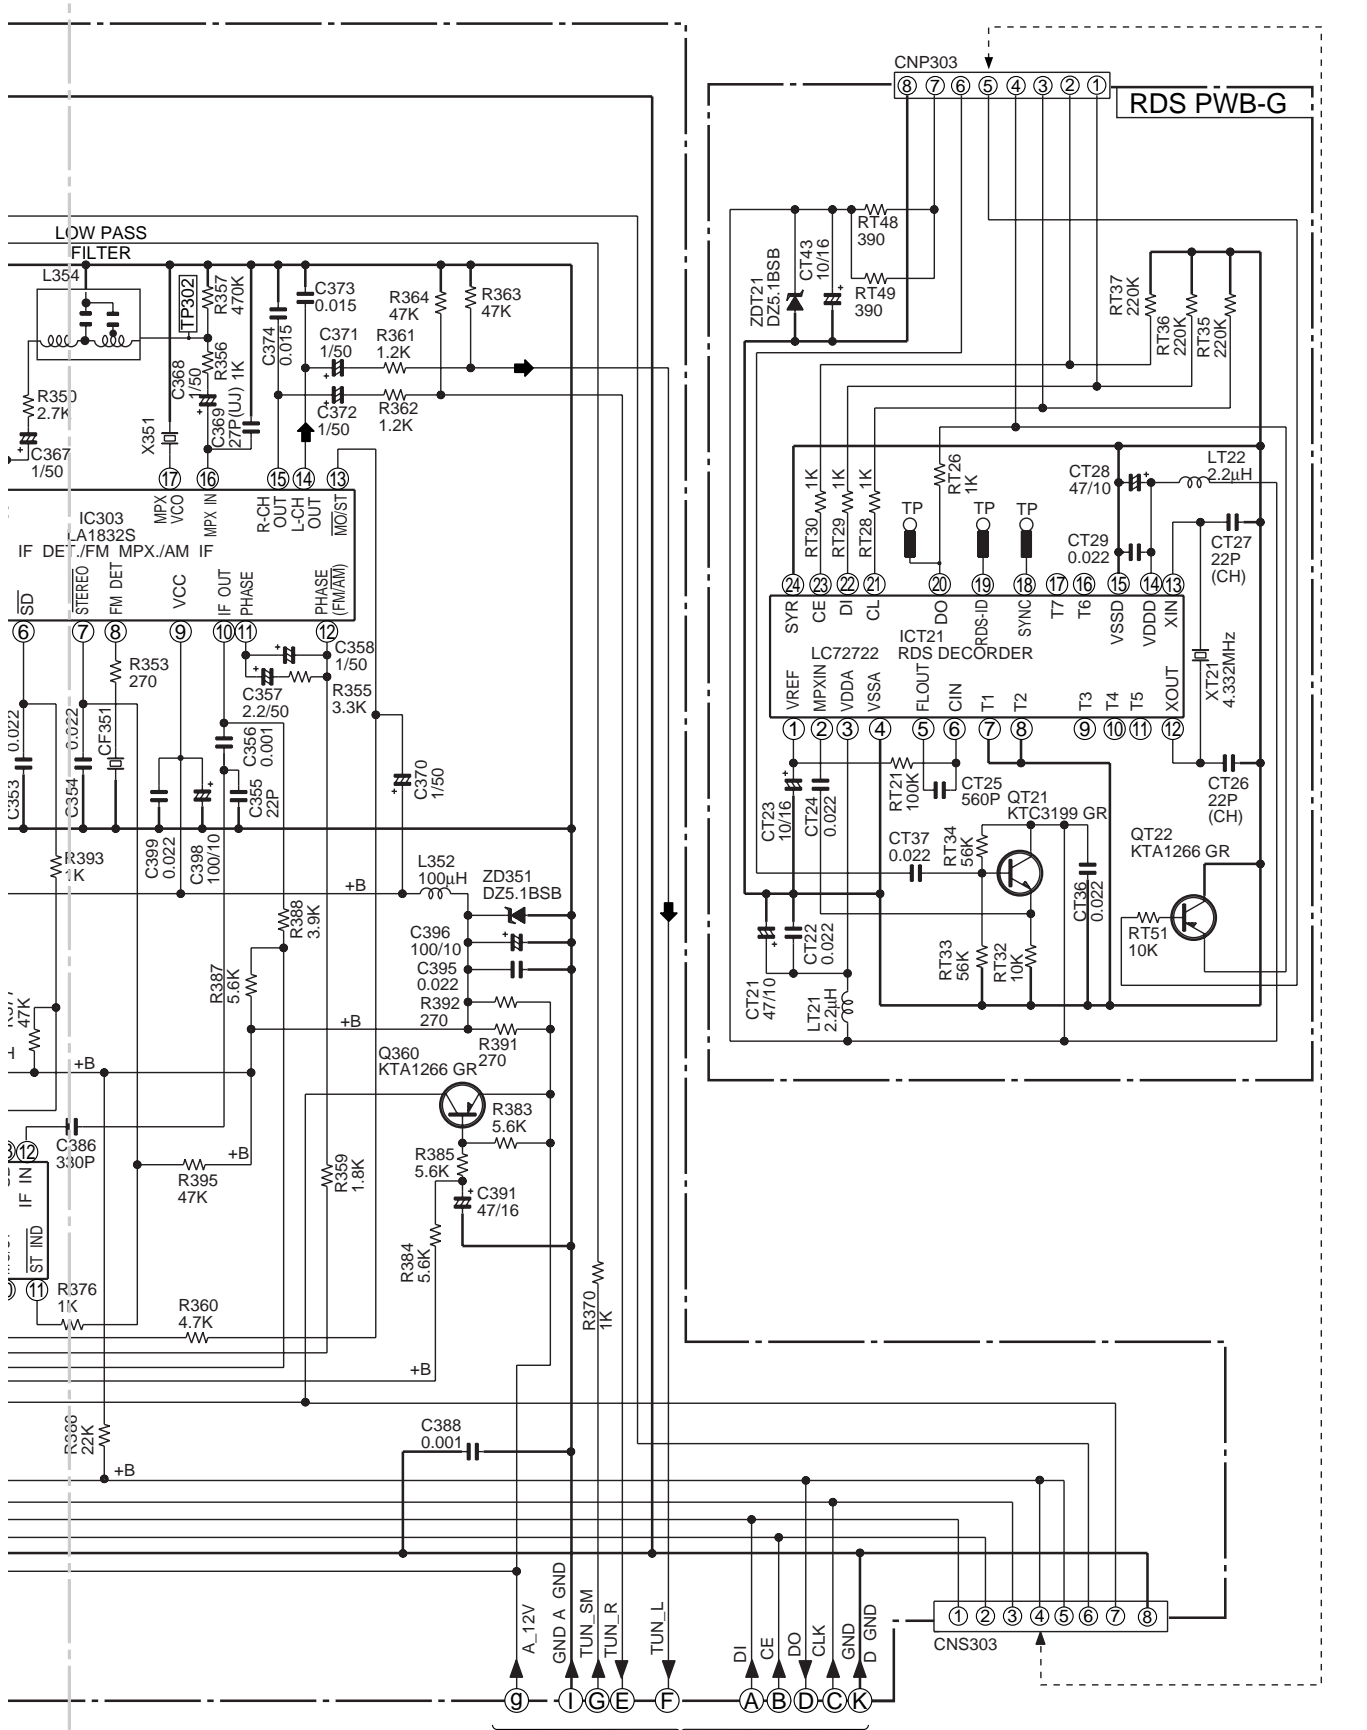 CNP303
8 7 6 5 4 3 2 1
RDS PWB-G
LOW PASS
FILTER
L354
TP302
R357
470K
C373
0.015
C374
0.015
R364
47K
R363
47K
C371
1/50
R361
1.2K
C372
1/50
R362
1.2K
R356
1K
C368
1/50
C369
27P(UJ)
R350
2.7K
C367
1/50
X351
17 16 15 14 13
MPX
VCO
MPX IN
R-CH
OUT
L-CH
OUT
MO/ST
IC303
LA1832S
IF DET./FM MPX./AM IF
SD
STEREO
FM DET
VCC
IF OUT
PHASE
PHASE
(FM/AM)
6 7 8 9 10 11 12
R353
270
C358
1/50
C357
2.2/50
R355
3.3K
0.022
C353
0.022
C354
CF351
C356
0.001
C355
22P
C370
1/50
C399
0.022
C398
100/10
R393
1K
+B
L352
100µH
ZD351
DZ5.1BSB
R388
3.9K
C396
100/10
C395
0.022
R387
5.6K
R392
270
47K
+B
R391
270
+B
Q360
KTA1266 GR
R383
5.6K
R385
5.6K
C386
330P
12
+B
R395
47K
R359
1.8K
C391
47/16
IF IN
ST IND
11
R384
5.6K
R376
1K
R360
4.7K
R370
1K
+B
22K
+B
C388
0.001
ZDT21
DZ5.1BSB
CT43
10/16
RT48
390
RT49
390
RT37
220K
RT36
220K
RT35
220K
RT30 1K
RT29 1K
RT28 1K
RT26
1K
TP
TP
TP
CT28
47/10
LT22
2.2µH
CT29
0.022
CT27
22P
(CH)
24 23 22 21 20 19 18 17 16 15 14 13
SYR
CE
DI
CL
DO
RDS-ID
SYNC
T7
T6
VSSD
VDDD
XIN
ICT21
LC72722
RDS DECORDER
XT21
4.332MHz
VREF
MPXIN
VDDA
VSSA
FLOUT
CIN
T1
T2
T3
T4
T5
XOUT
1 2 3 4 5 6 7 8 9 10 11 12
RT21
100K
CT25
560P
CT26
22P
(CH)
CT23
10/16
CT24
0.022
QT21
KTC3199 GR
CT37
0.022
RT34
56K
QT22
KTA1266 GR
CT36
0.022
RT51
10K
CT22
0.022
RT33
56K
RT32
10K
CT21
47/10
LT21
2.2µH
A_12V
GND A GND
TUN_SM
TUN_R
TUN_L
DI
CE
DO
CLK
GND
D GND
g I G E F A B D C K
1 2 3 4 5 6 7 8
CNS303